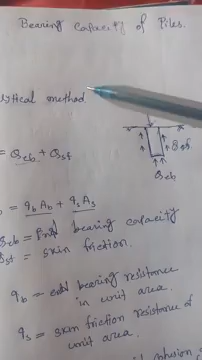 Bearing Capacity of Piles.
lytical method
= Qeb + Qsf
Qsf
Qeb
= qb Ab + qs As
Qeb = End bearing capacity
Qsf = skin friction.
qb = end bearing resistance
in unit area.
qs = skin friction resistance of
unit area.